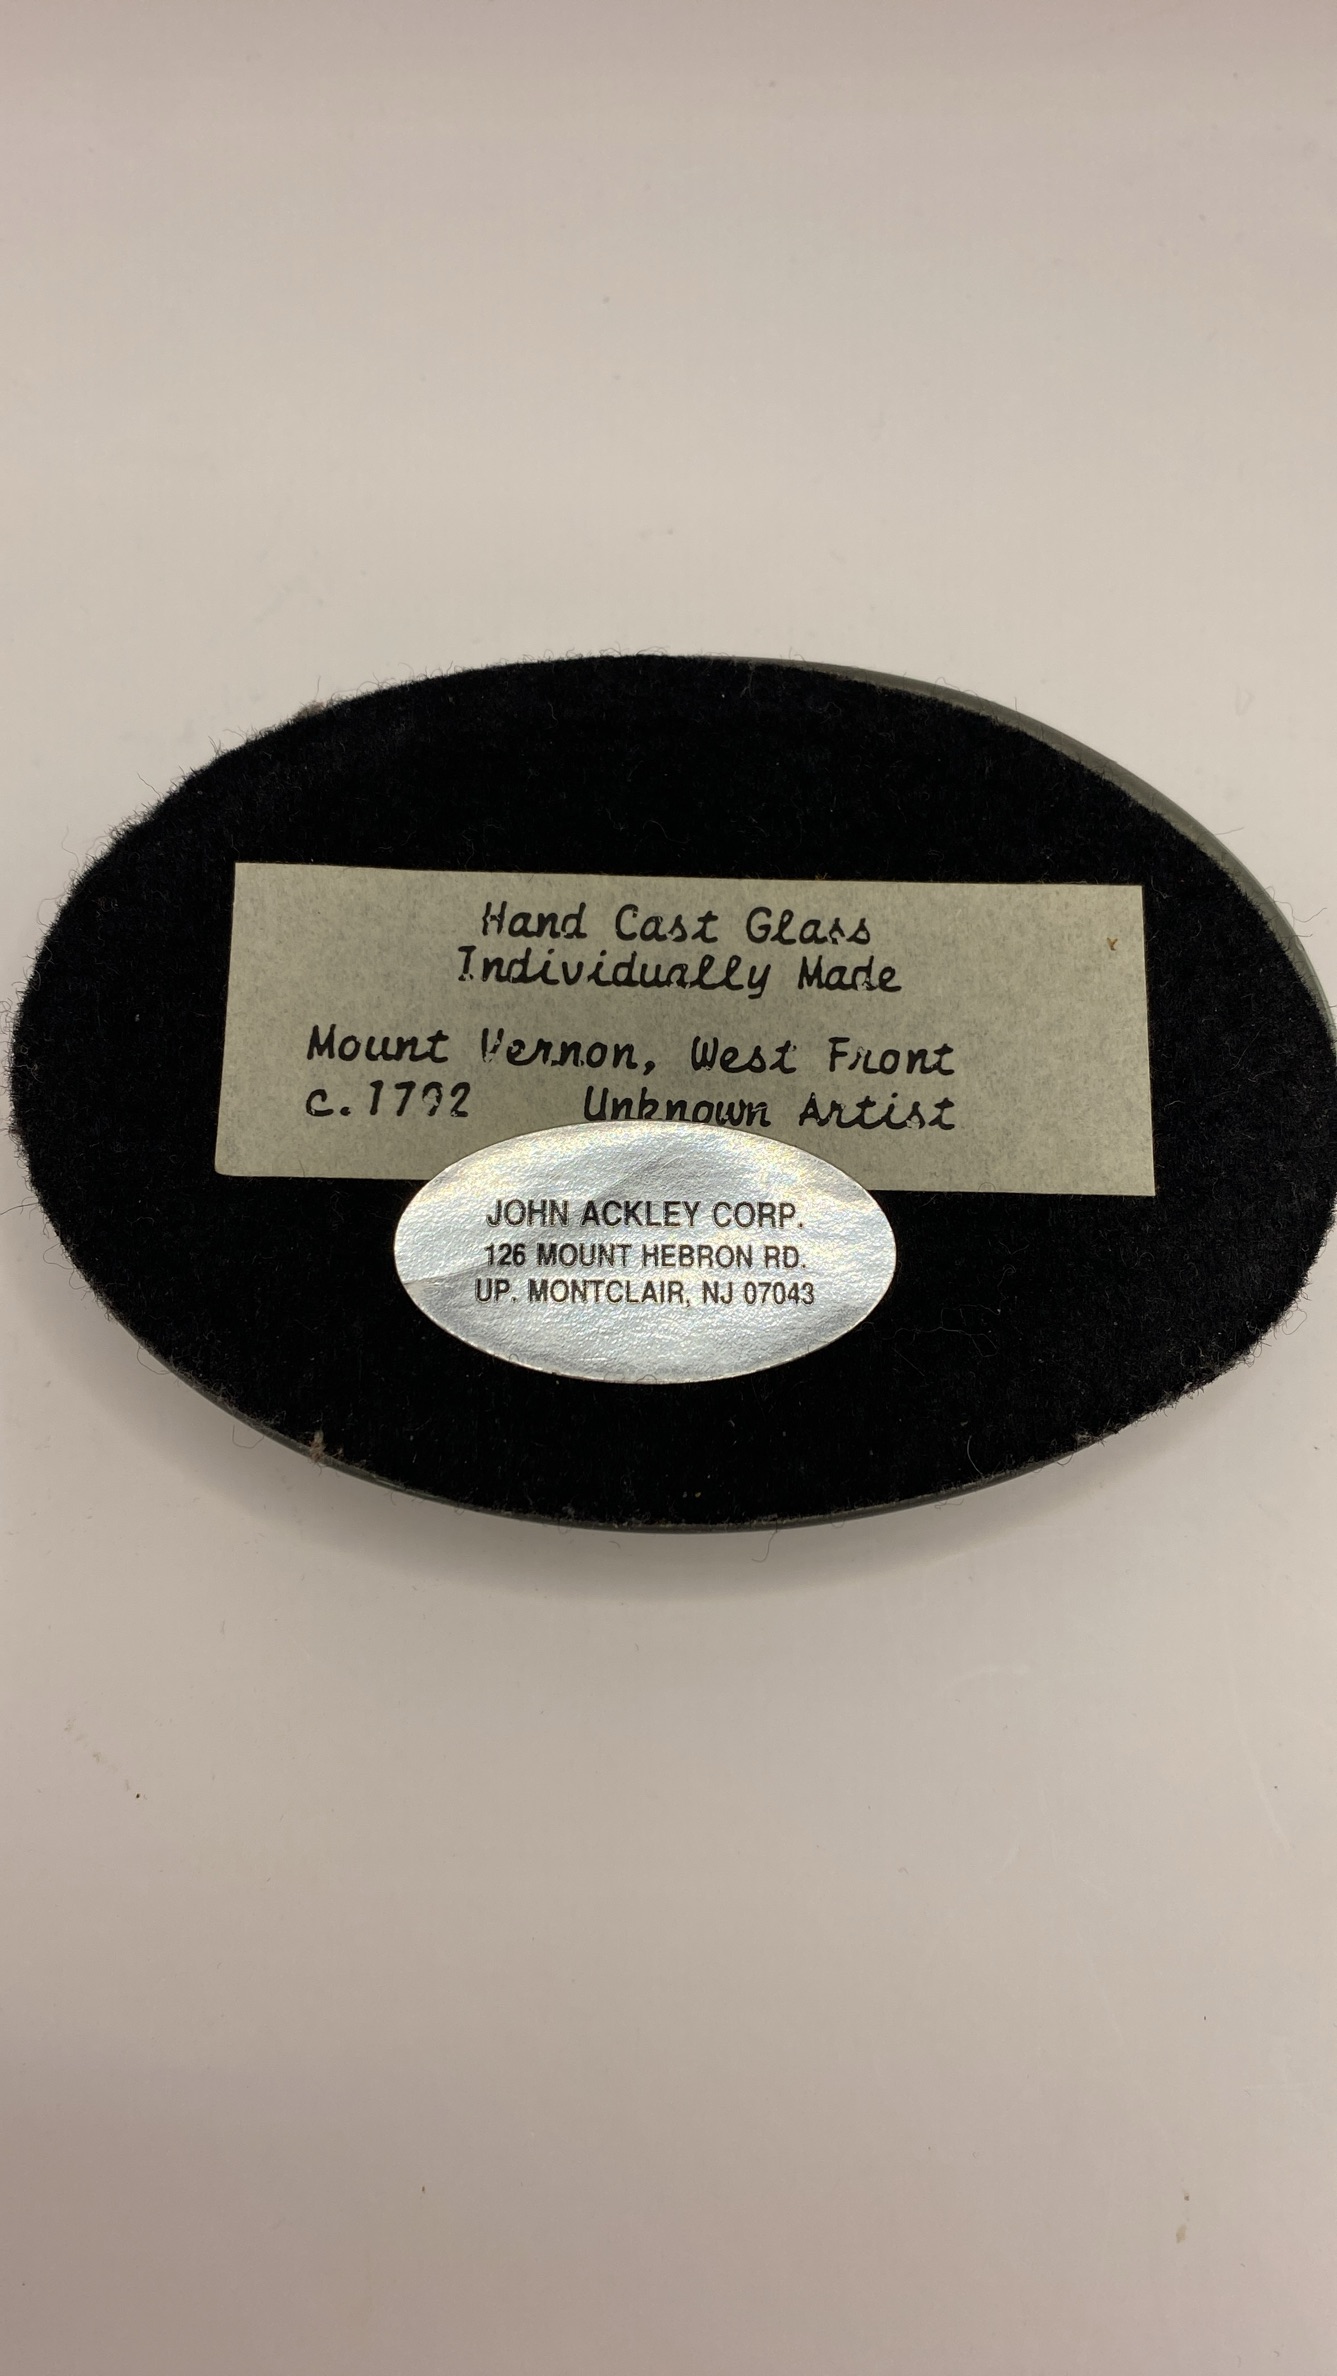 Hand Cast Glass
Individually Made
Mount Vernon, West Front
c. 1792 Unknown Artist
JOHN ACKLEY CORP.
126 MOUNT HEBRON RD.
UP. MONTCLAIR, NJ 07043